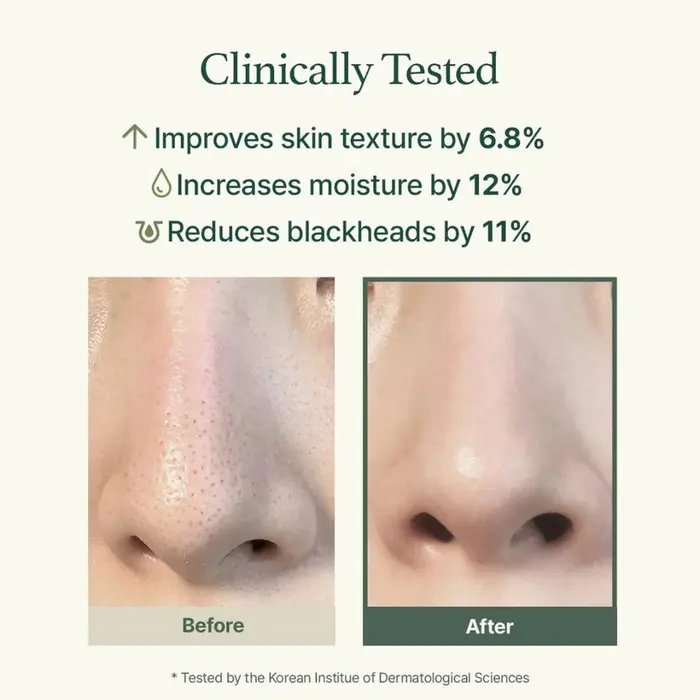 Clinically Tested
Improves skin texture by 6.8%
Increases moisture by 12%
Reduces blackheads by 11%
Before
After
* Tested by the Korean Institue of Dermatological Sciences